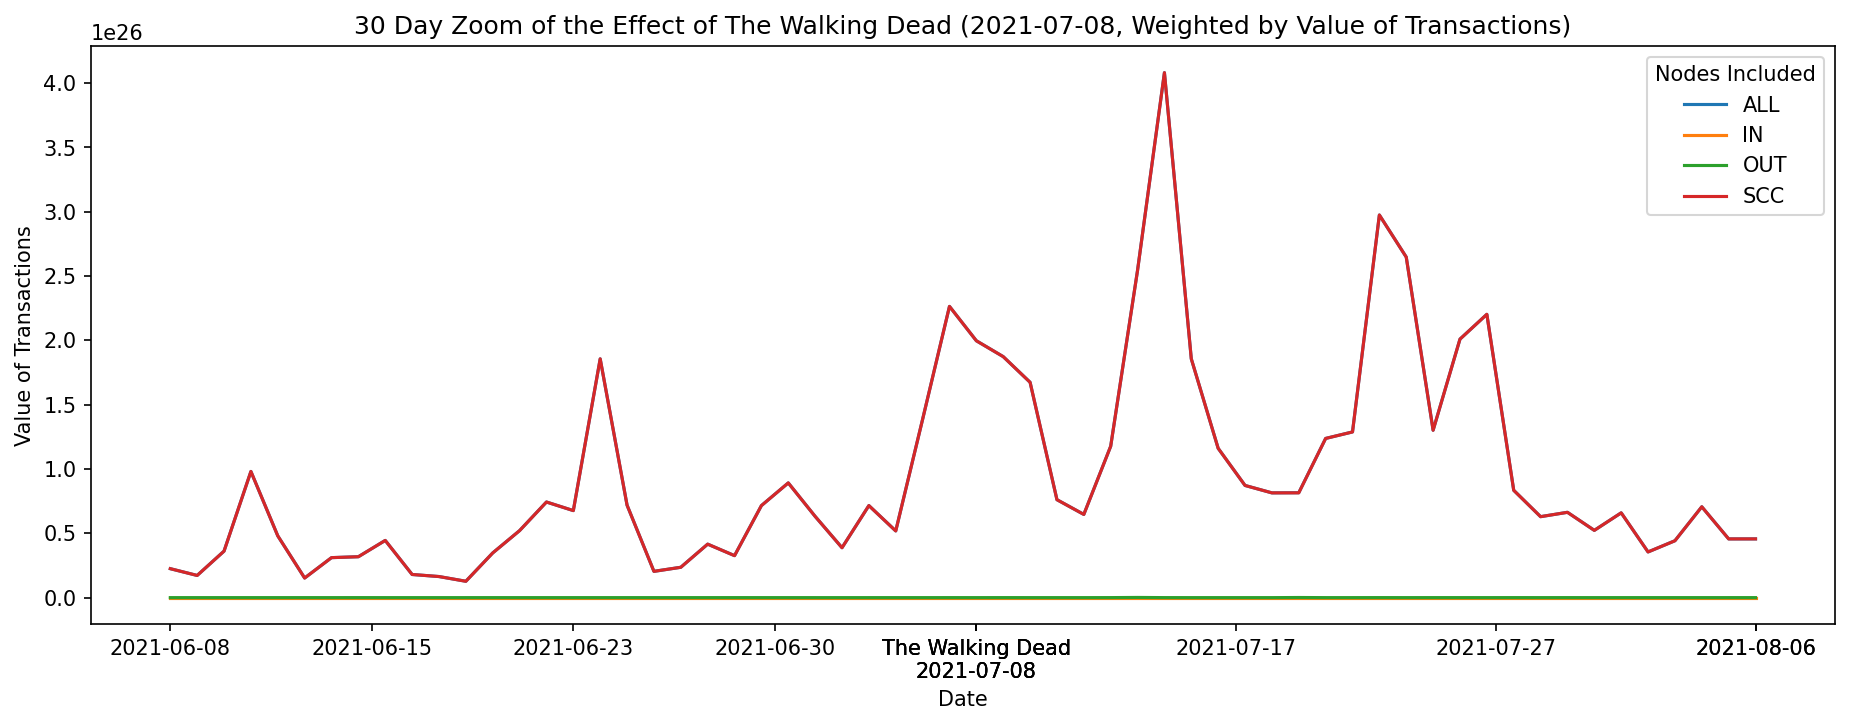 30 Day Zoom of the Effect of The Walking Dead (2021-07-08, Weighted by Value of Transactions)
1e26
4.0
3.5
3.0
2.5
2.0
1.5
1.0
0.5
0.0
Value of Transactions
Nodes Included
ALL
IN
OUT
SCC
2021-06-08
2021-06-15
2021-06-23
2021-06-30
The Walking Dead
2021-07-08
2021-07-17
2021-07-27
2021-08-06
Date